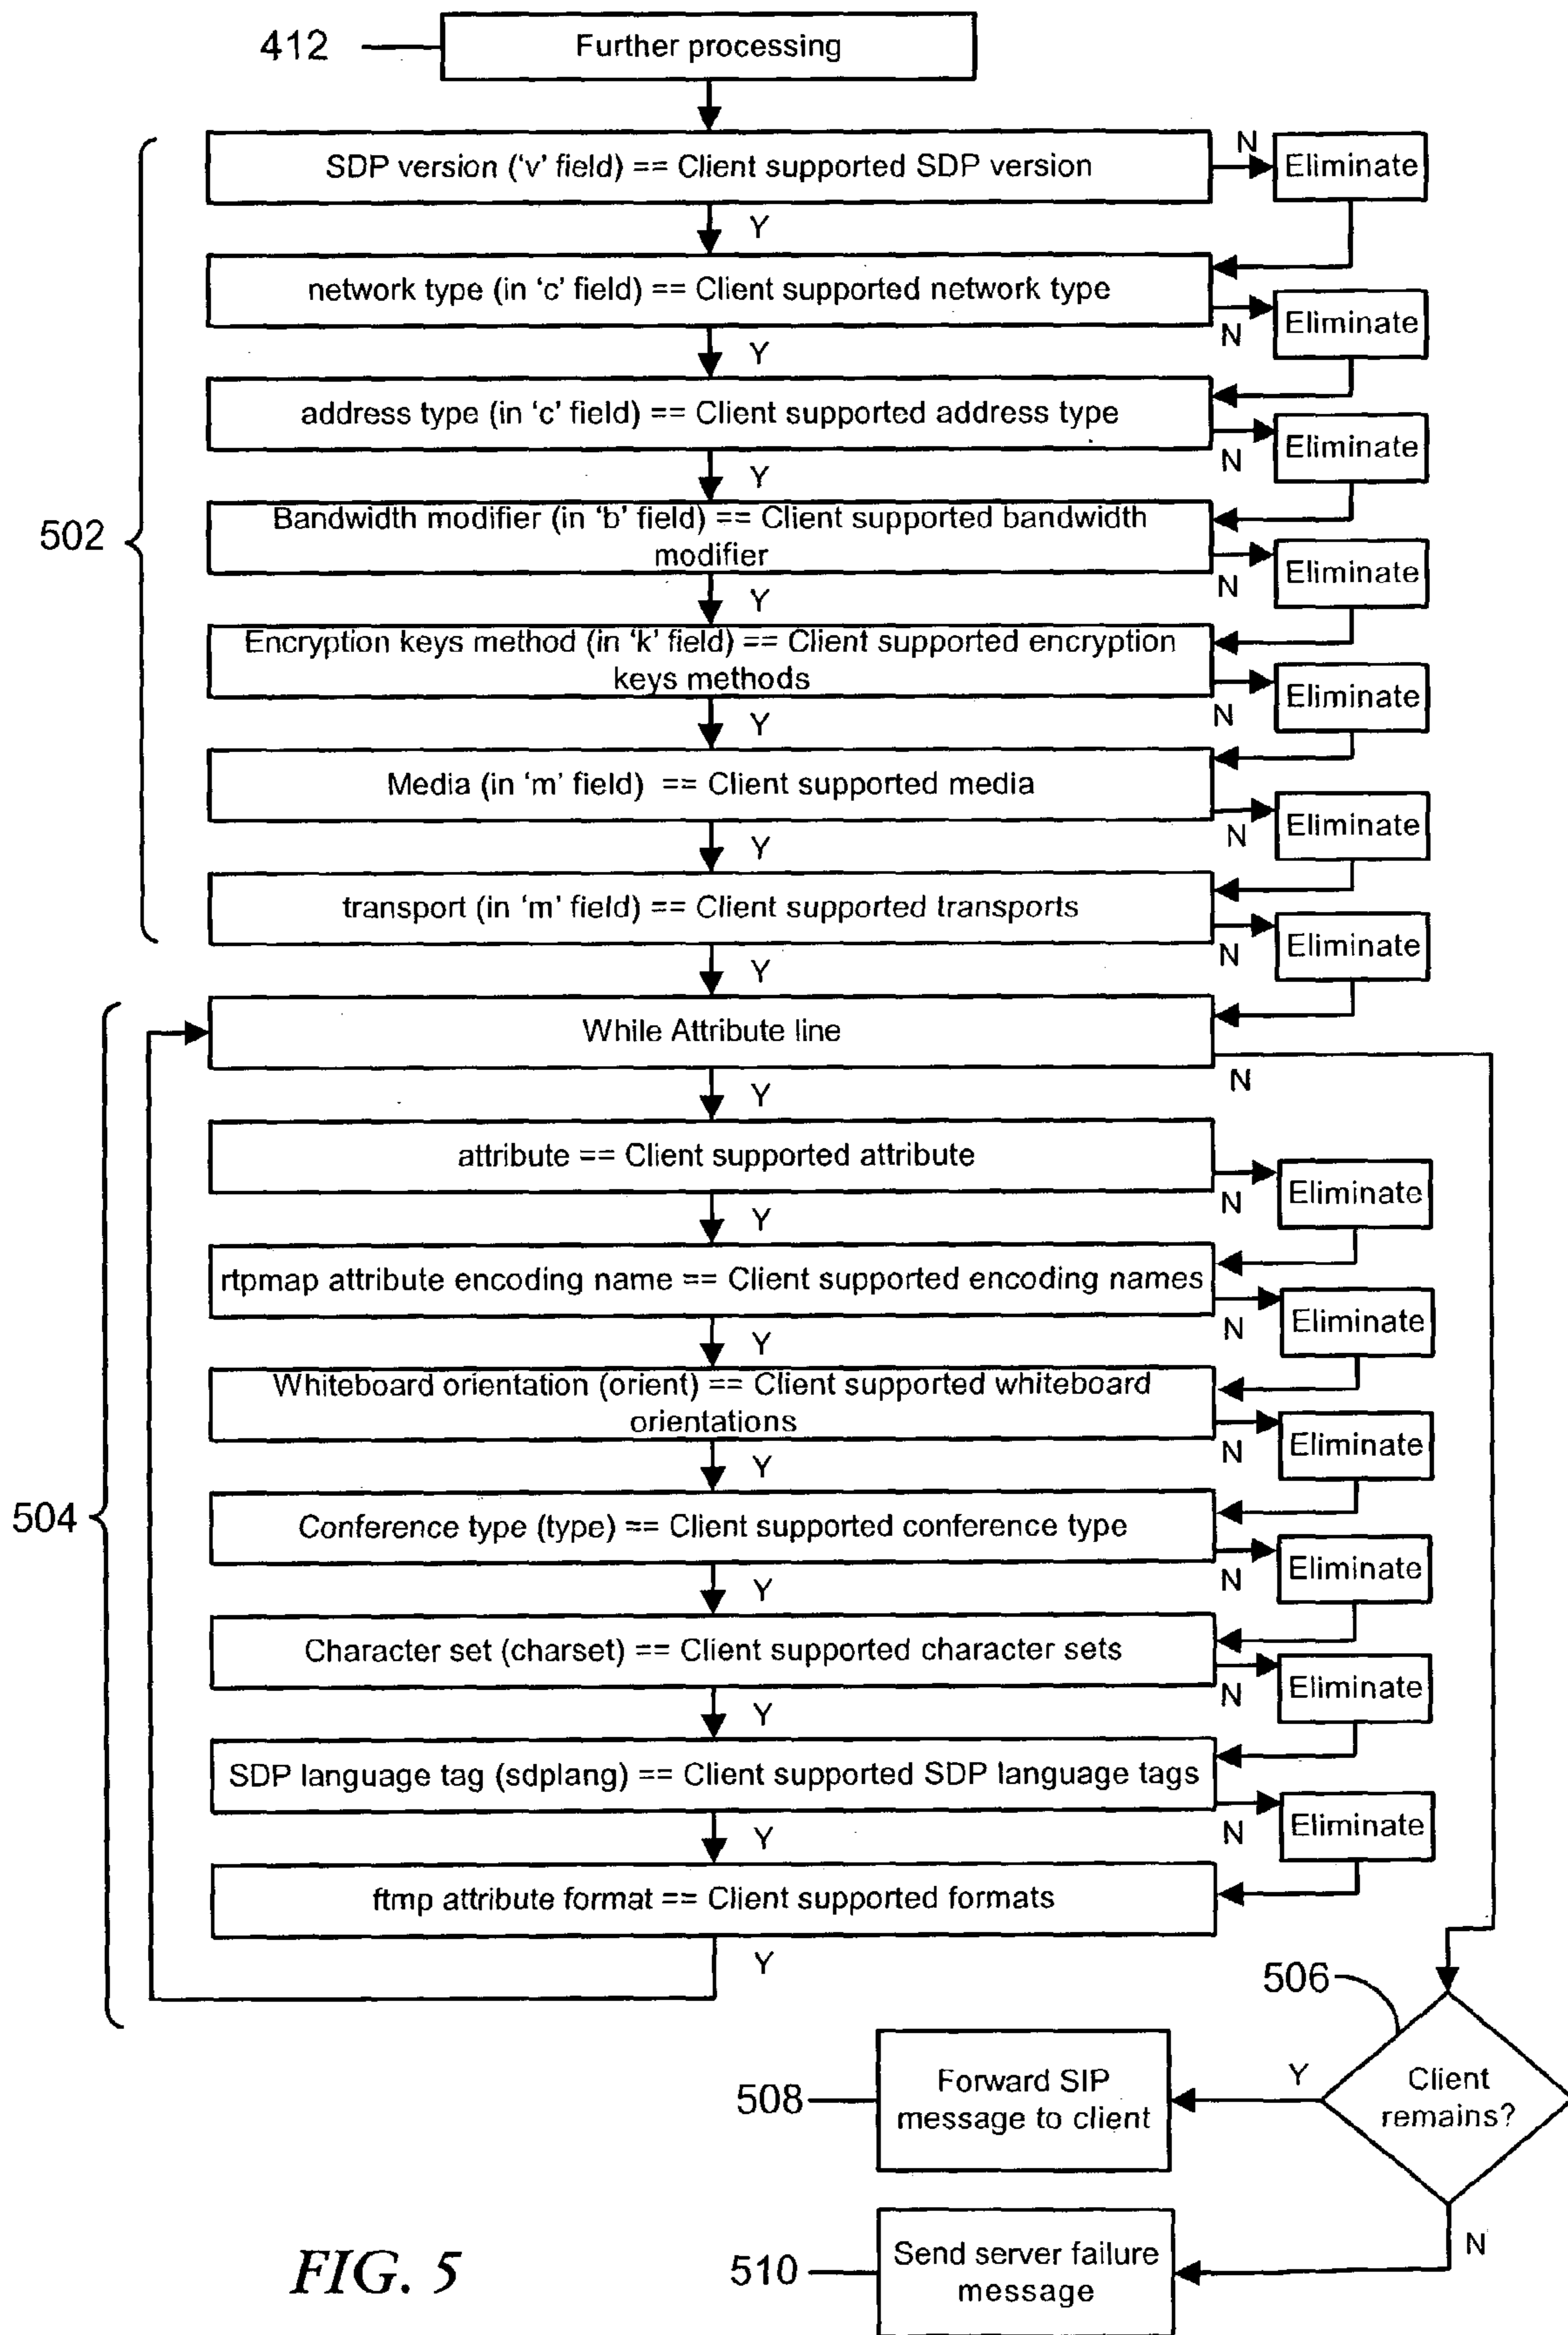 412
Further processing
SDP version (‘v’ field) == Client supported SDP version
N
Eliminate
Y
network type (in ‘c’ field) == Client supported network type
N
Eliminate
Y
address type (in ‘c’ field) == Client supported address type
N
Eliminate
Y
502
Bandwidth modifier (in ‘b’ field) == Client supported bandwidth
modifier
N
Eliminate
Y
Encryption keys method (in ‘k’ field) == Client supported encryption
keys methods
N
Eliminate
Y
Media (in ‘m’ field) == Client supported media
N
Eliminate
Y
transport (in ‘m’ field) == Client supported transports
N
Eliminate
Y
While Attribute line
N
Y
attribute == Client supported attribute
N
Eliminate
Y
rtpmap attribute encoding name == Client supported encoding names
N
Eliminate
Y
Whiteboard orientation (orient) == Client supported whiteboard
orientations
N
Eliminate
Y
504
Conference type (type) == Client supported conference type
N
Eliminate
Y
Character set (charset) == Client supported character sets
N
Eliminate
Y
SDP language tag (sdplang) == Client supported SDP language tags
N
Eliminate
Y
ftmp attribute format == Client supported formats
Y
506
Client
remains?
Y
508
Forward SIP
message to client
N
510
Send server failure
message
FIG. 5